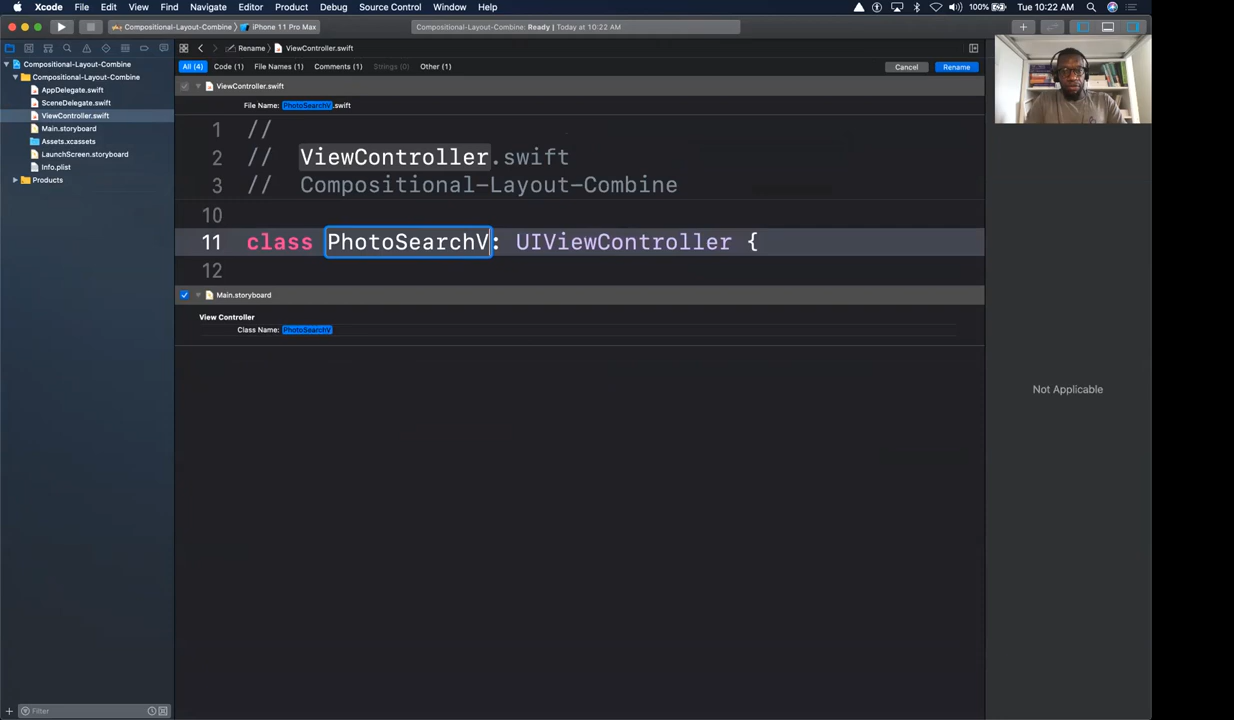 Xcode File Edit View Find Navigate Editor Product Debug Source Control Window Help 100% Tue 10:22 AM
Compositional-Layout-Combine iPhone 11 Pro Max Compositional-Layout-Combine: Ready | Today at 10:22 AM
Rename ViewController.swift
Compositional-Layout-Combine
All (4) Code (1) File Names (1) Comments (1) Strings (0) Other (1) Cancel Rename
Compositional-Layout-Combine
AppDelegate.swift
SceneDelegate.swift
ViewController.swift
Main.storyboard
Assets.xcassets
LaunchScreen.storyboard
Info.plist
Products
ViewController.swift
File Name: PhotoSearchV.swift
1 //
2 // ViewController.swift
3 // Compositional-Layout-Combine
10
11 class PhotoSearchV: UIViewController {
12
Main.storyboard
View Controller
Class Name: PhotoSearchV
Not Applicable
Filter